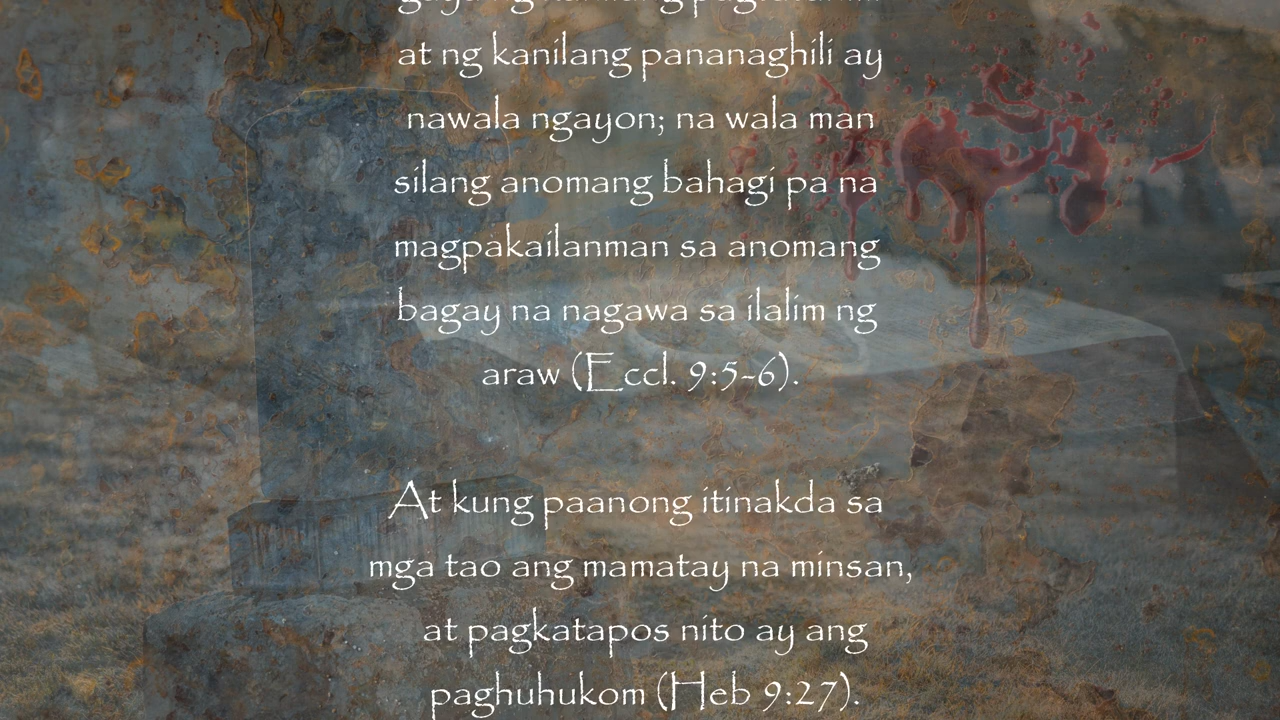 at ng kanilang pananaghili ay
nawala ngayon; na wala man
silang anomang bahagi pa na
magpakailanman sa anomang
bagay na nagawa sa ilalim ng
araw (Eccl. 9:5-6).
At kung paanong itinakda sa
mga tao ang mamatay na minsan,
at pagkatapos nito ay ang
paghuhukom (Heb 9:27).